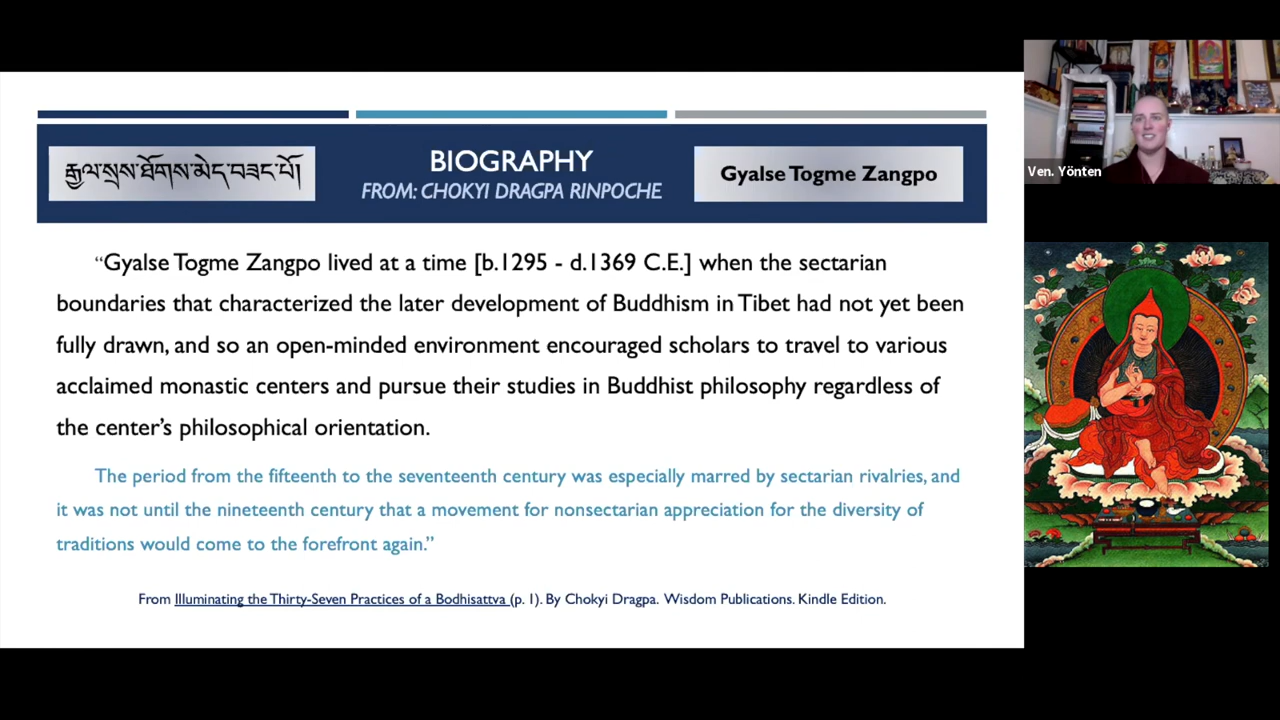 རྒྱལ་སྲས་ཐོགས་མེད་བཟང་པོ།
BIOGRAPHY
FROM: CHOKYI DRAGPA RINPOCHE
Gyalse Togme Zangpo
Ven. Yönten
“Gyalse Togme Zangpo lived at a time [b.1295 - d.1369 C.E.] when the sectarian
boundaries that characterized the later development of Buddhism in Tibet had not yet been
fully drawn, and so an open-minded environment encouraged scholars to travel to various
acclaimed monastic centers and pursue their studies in Buddhist philosophy regardless of
the center’s philosophical orientation.
The period from the fifteenth to the seventeenth century was especially marred by sectarian rivalries, and
it was not until the nineteenth century that a movement for nonsectarian appreciation for the diversity of
traditions would come to the forefront again.”
From Illuminating the Thirty-Seven Practices of a Bodhisattva (p. 1). By Chokyi Dragpa. Wisdom Publications. Kindle Edition.